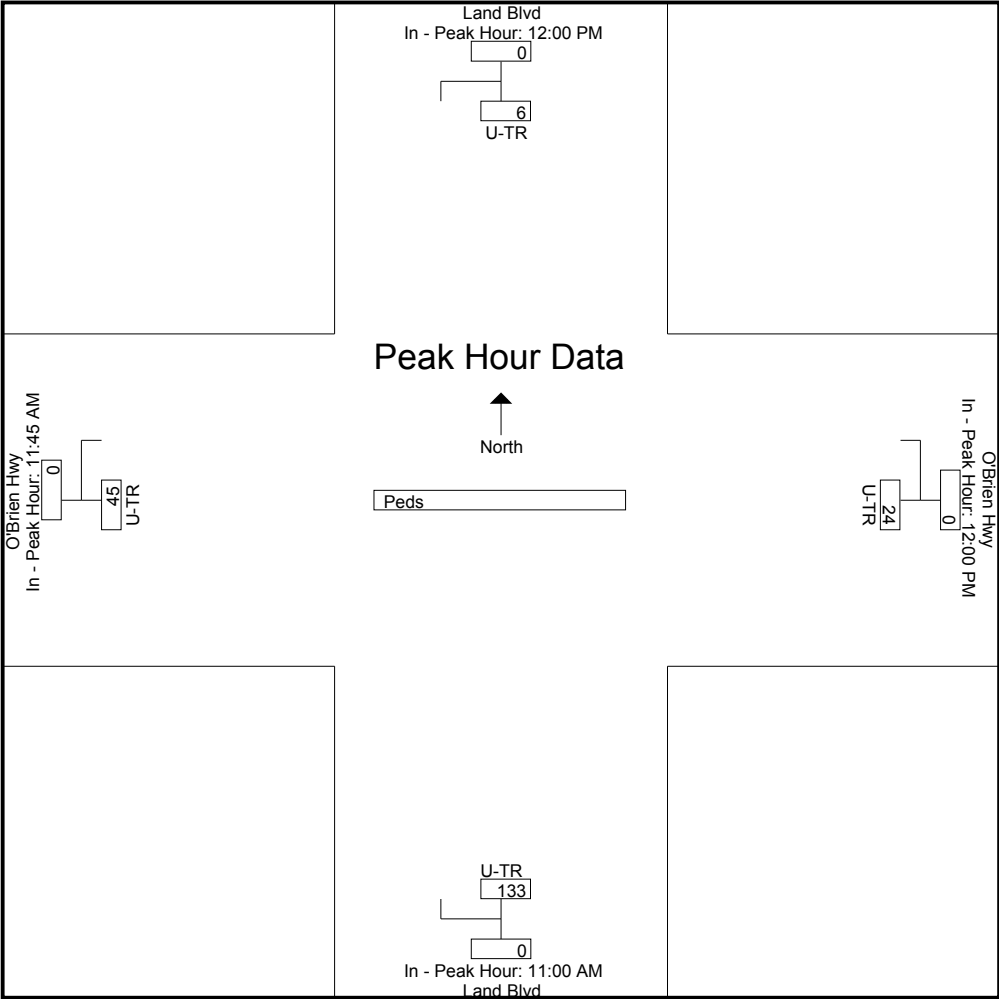 Land Blvd
In - Peak Hour: 12:00 PM
0
6
U-TR
Peak Hour Data
North
Peds
O'Brien Hwy
In - Peak Hour: 11:45 AM
0
45
U-TR
O'Brien Hwy
In - Peak Hour: 12:00 PM
0
24
U-TR
U-TR
133
0
In - Peak Hour: 11:00 AM
Land Blvd